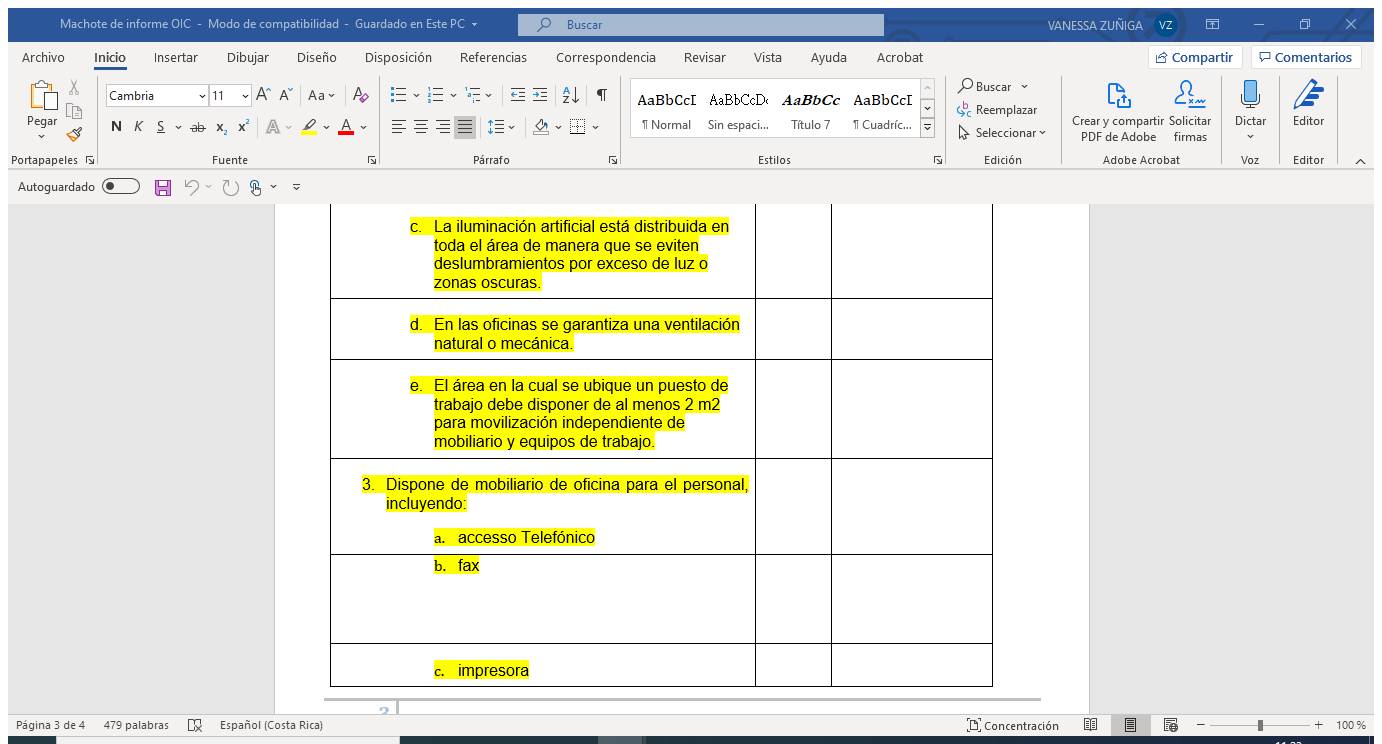 Machote de informe OIC - Modo de compatibilidad - Guardado en Este PC
Buscar
VANESSA ZUÑIGA VZ
Archivo Inicio Insertar Dibujar Diseño Disposición Referencias Correspondencia Revisar Vista Ayuda Acrobat
Compartir Comentarios
Pegar
Portapapeles
Cambria 11
Aa
N K S ab x2 x2 A A
Fuente
Párrafo
AaBbCcI AaBbCcDc AaBbCc AaBbCcI
¶ Normal Sin espaci... Título 7 ¶ Cuadríc...
Estilos
Buscar
Reemplazar
Seleccionar
Edición
Crear y compartir PDF de Adobe
Solicitar firmas
Adobe Acrobat
Dictar
Voz
Editor
Editor
Autoguardado
c. La iluminación artificial está distribuida en
toda el área de manera que se eviten
deslumbramientos por exceso de luz o
zonas oscuras.
d. En las oficinas se garantiza una ventilación
natural o mecánica.
e. El área en la cual se ubique un puesto de
trabajo debe disponer de al menos 2 m2
para movilización independiente de
mobiliario y equipos de trabajo.
3. Dispone de mobiliario de oficina para el personal,
incluyendo:
a. accesso Telefónico
b. fax
c. impresora
Página 3 de 4 479 palabras Español (Costa Rica) Concentración 100 %